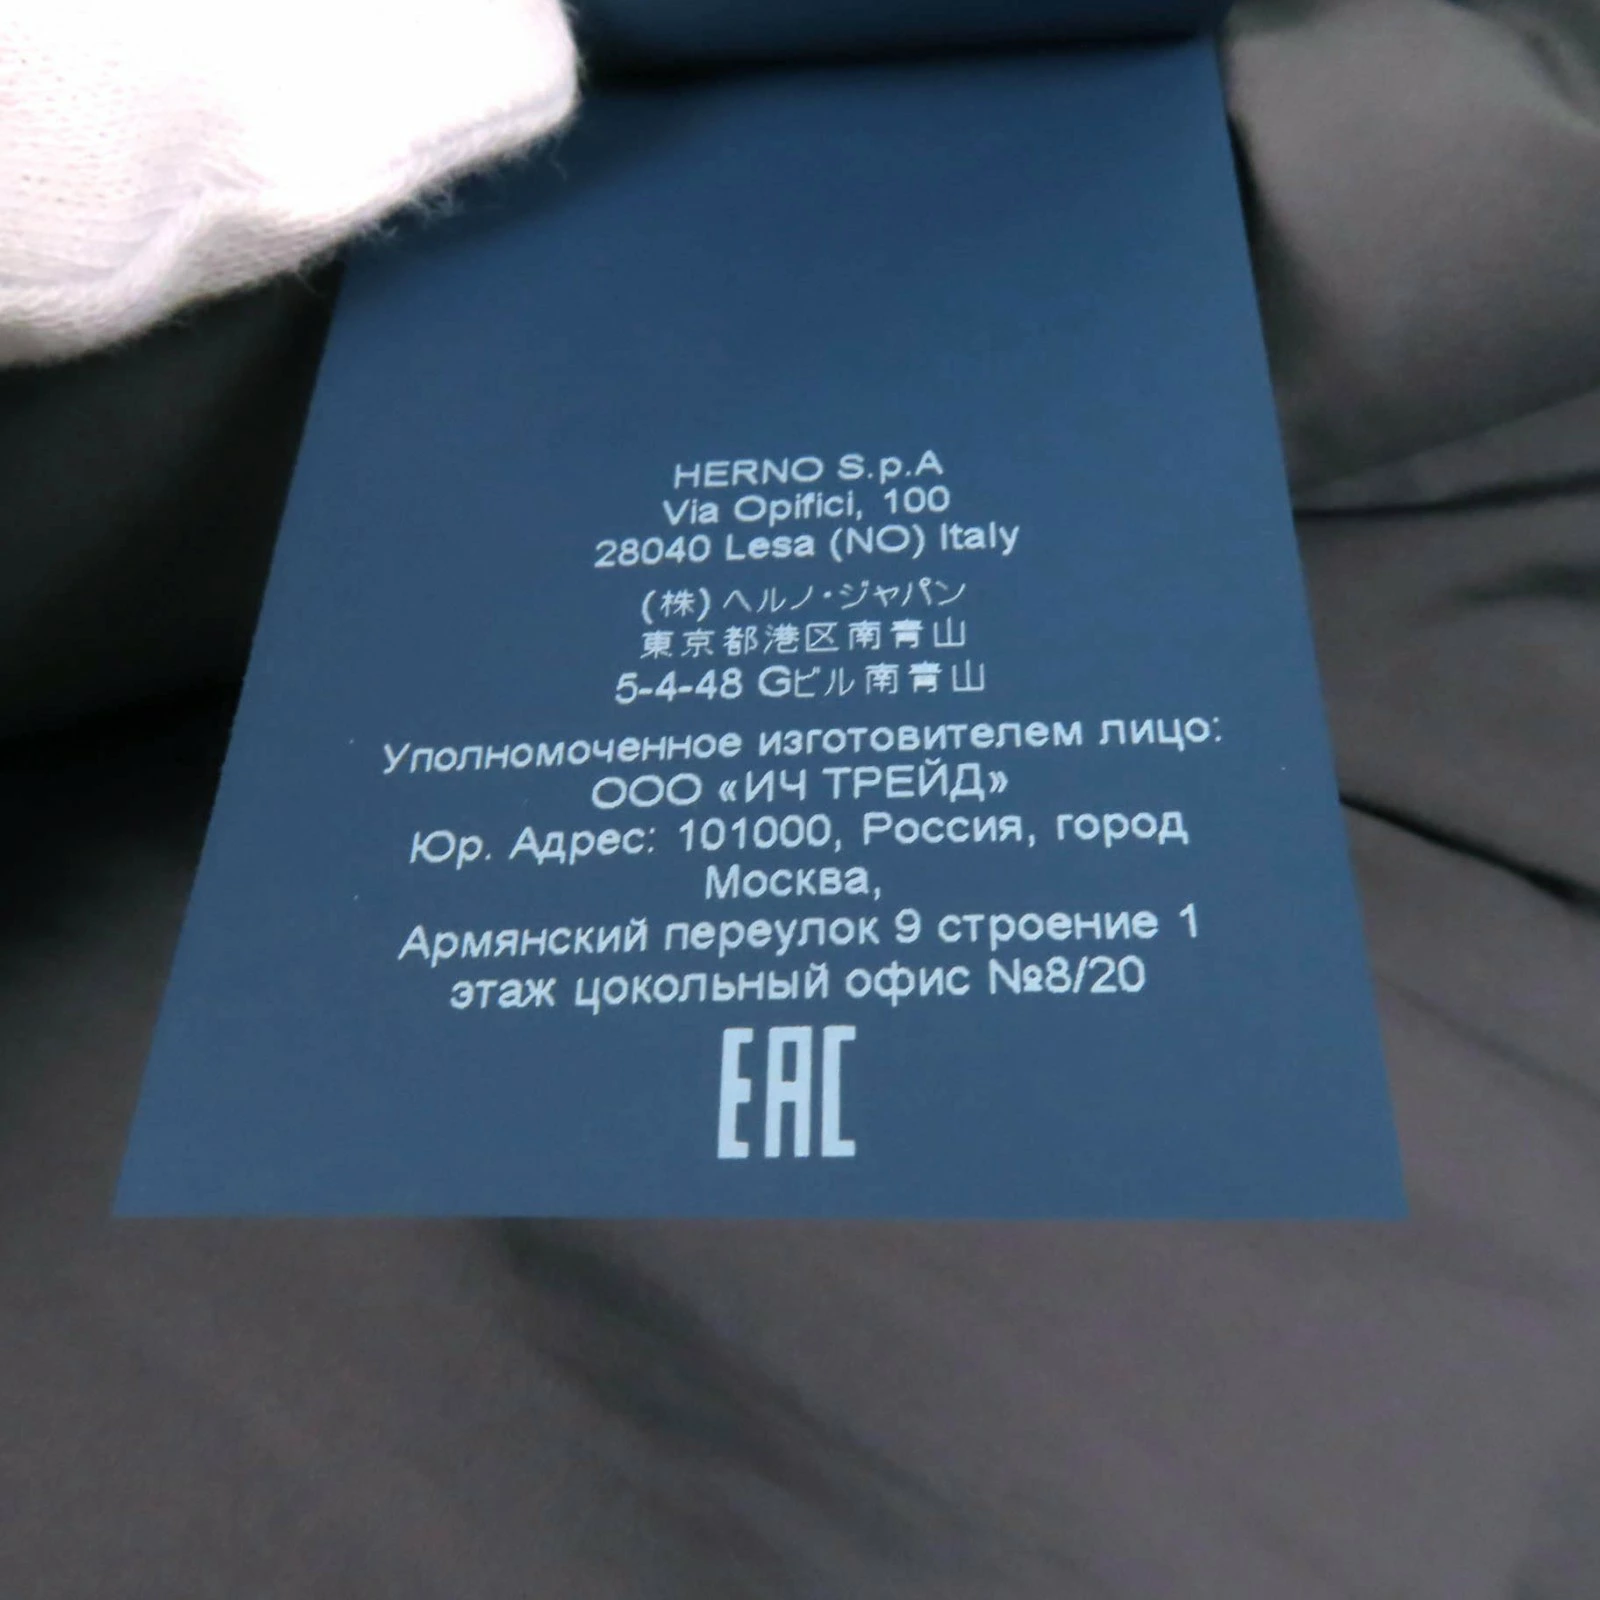 HERNO S.p.A
Via Opifici, 100
28040 Lesa (NO) Italy
(株) ヘルノ・ジャパン
東京都港区南青山
5-4-48 Gビル南青山
Уполномоченное изготовителем лицо:
ООО «ИЧ ТРЕЙД»
Юр. Адрес: 101000, Россия, город
Москва,
Армянский переулок 9 строение 1
этаж цокольный офис №8/20
EAC